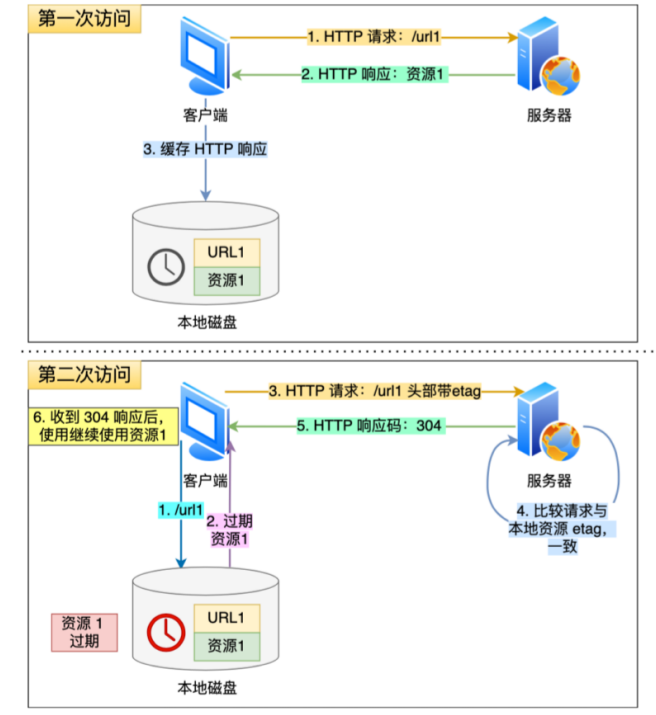 第一次访问
1. HTTP 请求：/url1
2. HTTP 响应：资源1
客户端
服务器
3. 缓存 HTTP 响应
URL1
资源1
本地磁盘
第二次访问
3. HTTP 请求：/url1 头部带etag
6. 收到 304 响应后，
使用继续使用资源1
5. HTTP 响应码：304
客户端
服务器
1. /url1
2. 过期
资源1
4. 比较请求与
本地资源 etag，
一致
资源 1
过期
URL1
资源1
本地磁盘